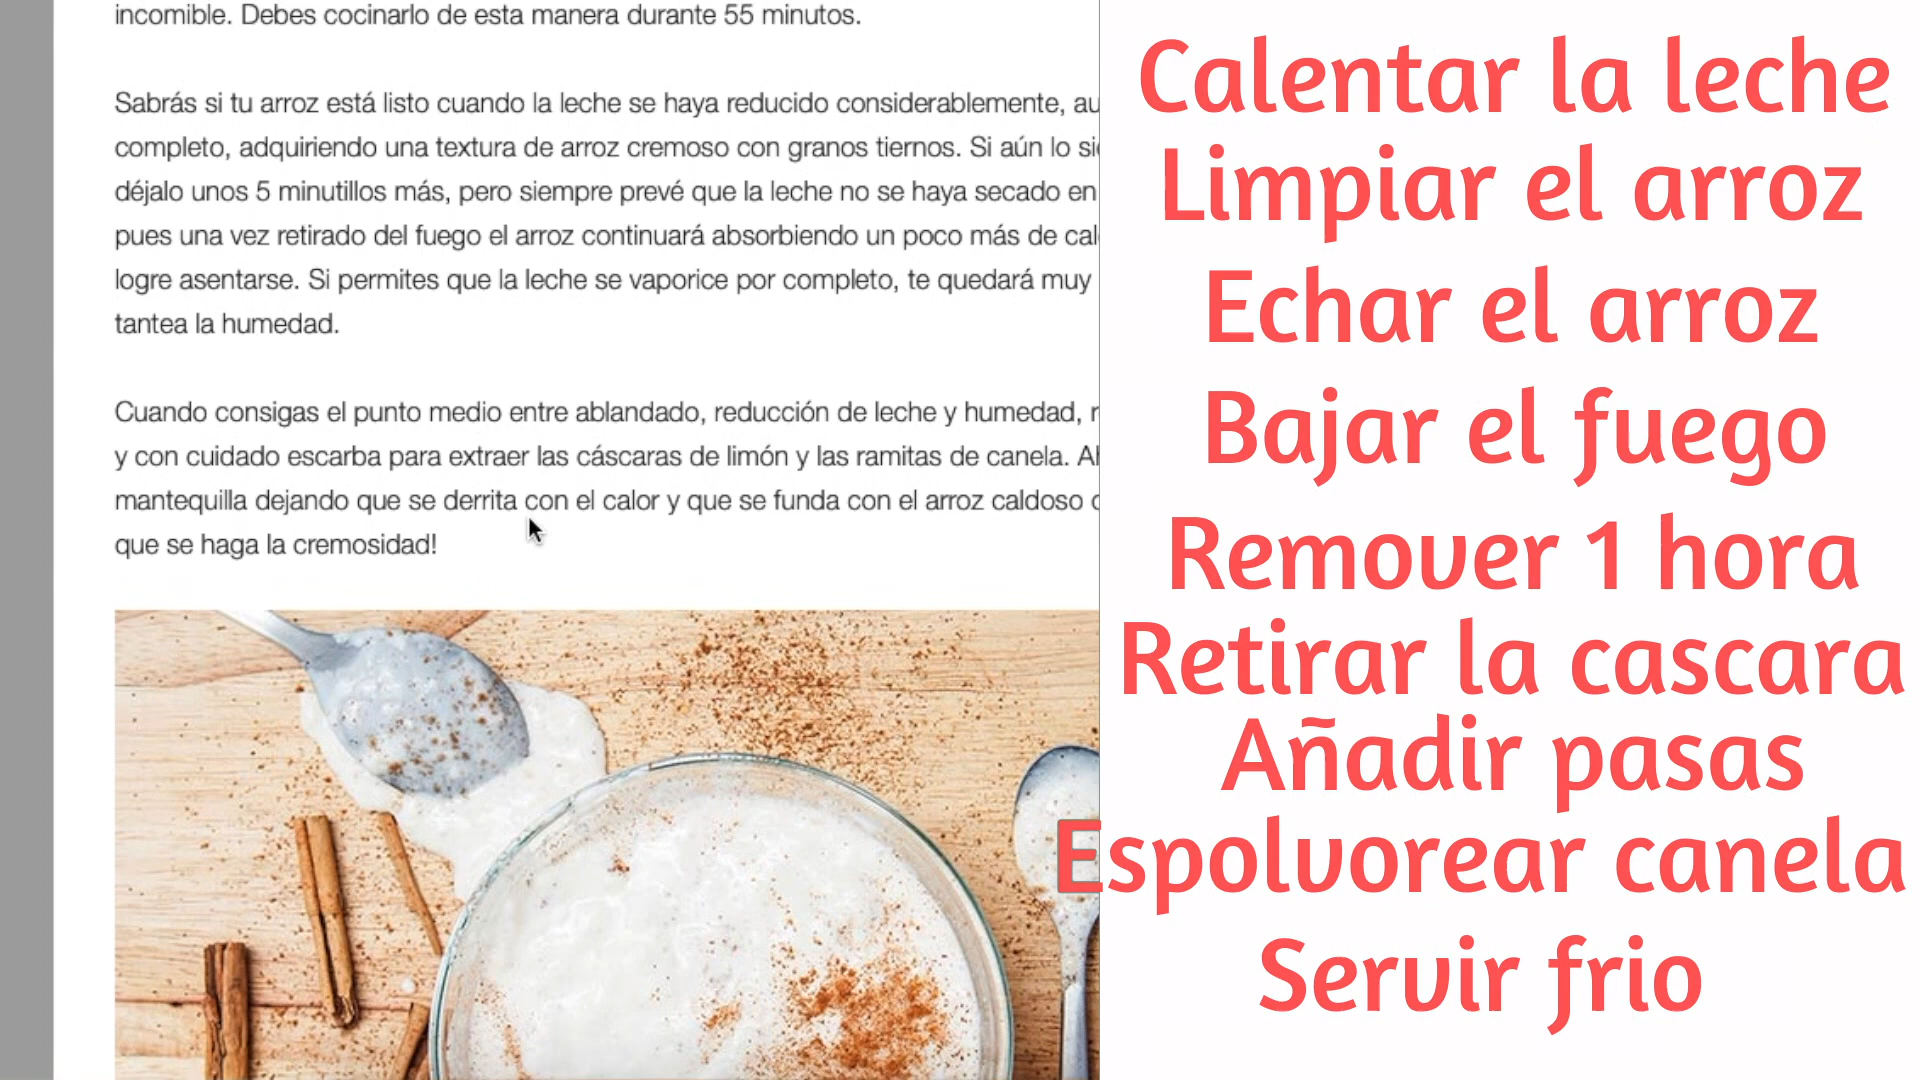 incomible. Debes cocinarlo de esta manera durante 55 minutos.
Sabrás si tu arroz está listo cuando la leche se haya reducido considerablemente,
completo, adquiriendo una textura de arroz cremoso con granos tiernos. Si aún lo
déjalo unos 5 minutillos más, pero siempre prevé que la leche no se haya secado en
pues una vez retirado del fuego el arroz continuará absorbiendo un poco más de
logre asentarse. Si permites que la leche se vaporice por completo, te quedará muy
tantea la humedad.
Cuando consigas el punto medio entre ablandado, reducción de leche y humedad,
y con cuidado escarba para extraer las cáscaras de limón y las ramitas de canela.
mantequilla dejando que se derrita con el calor y que se funda con el arroz caldoso
que se haga la cremosidad!
Calentar la leche
Limpiar el arroz
Echar el arroz
Bajar el fuego
Remover 1 hora
Retirar la cascara
Añadir pasas
Espolvorear canela
Servir frio